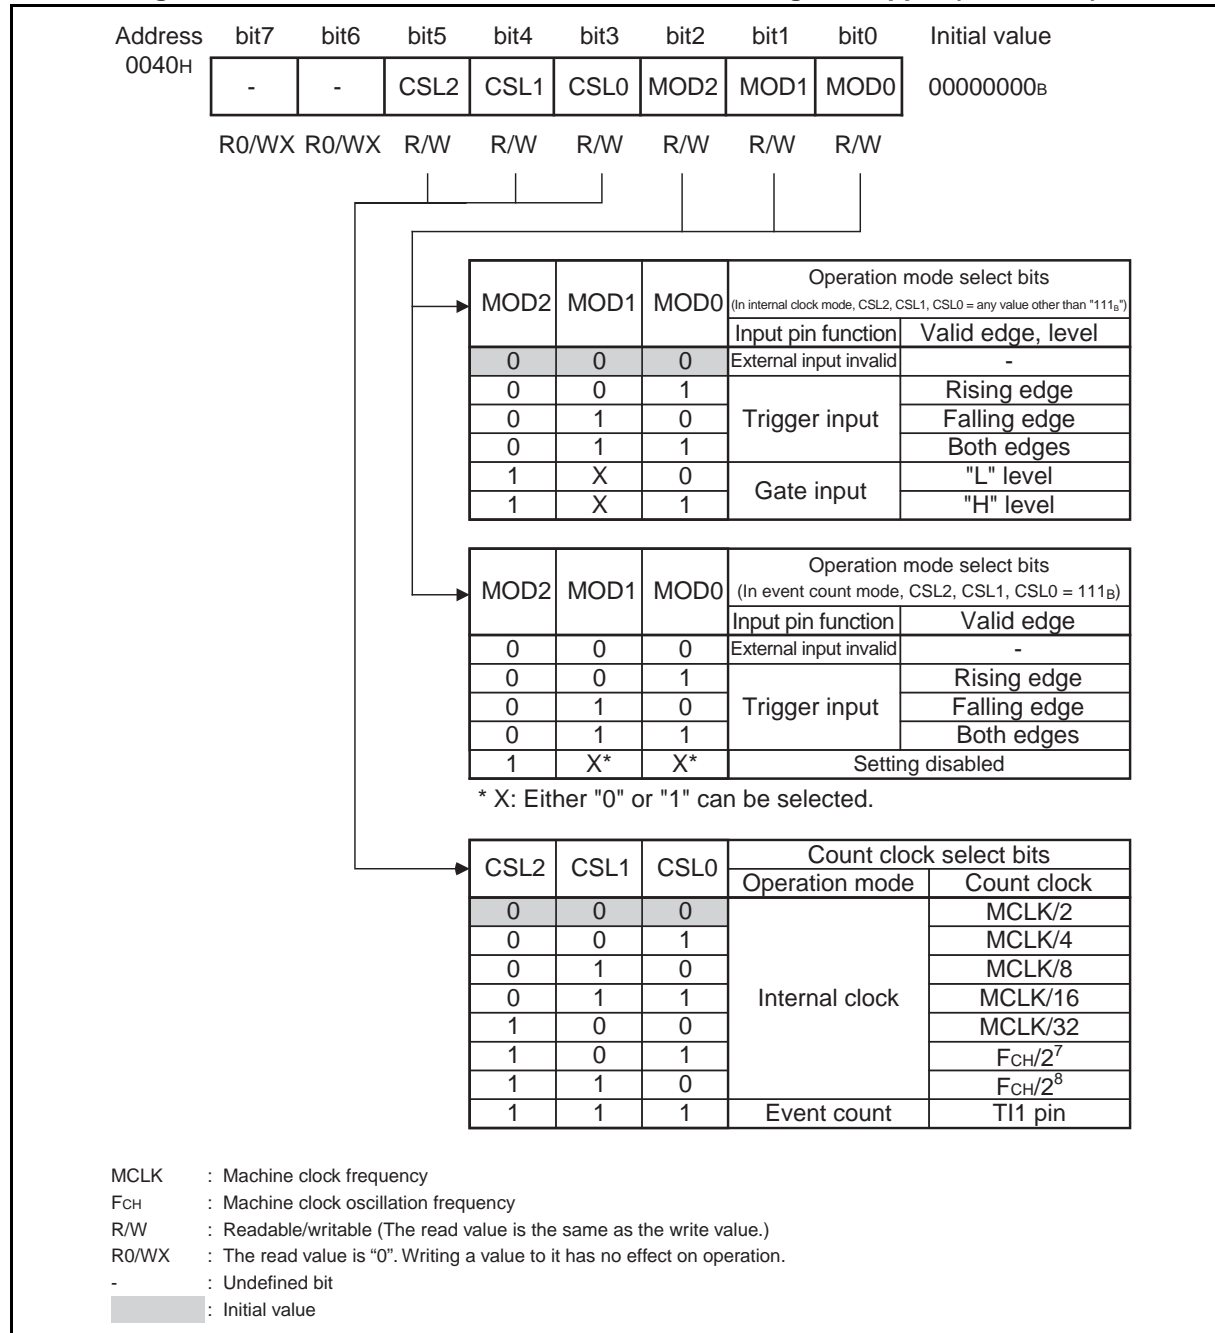 Address bit7 bit6 bit5 bit4 bit3 bit2 bit1 bit0 Initial value
0040H - - CSL2 CSL1 CSL0 MOD2 MOD1 MOD0 00000000B
R0/WX R0/WX R/W R/W R/W R/W R/W R/W
MOD2 MOD1 MOD0 Operation mode select bits
(In internal clock mode, CSL2, CSL1, CSL0 = any value other than "111B")
Input pin function Valid edge, level
0 0 0 External input invalid -
0 0 1 Trigger input Rising edge
0 1 0 Falling edge
0 1 1 Both edges
1 X 0 Gate input "L" level
1 X 1 "H" level
MOD2 MOD1 MOD0 Operation mode select bits
(In event count mode, CSL2, CSL1, CSL0 = 111B)
Input pin function Valid edge
0 0 0 External input invalid -
0 0 1 Trigger input Rising edge
0 1 0 Falling edge
0 1 1 Both edges
1 X* X* Setting disabled
* X: Either "0" or "1" can be selected.
CSL2 CSL1 CSL0 Count clock select bits
Operation mode Count clock
0 0 0 Internal clock MCLK/2
0 0 1 MCLK/4
0 1 0 MCLK/8
0 1 1 MCLK/16
1 0 0 MCLK/32
1 0 1 FCH/2⁷
1 1 0 FCH/2⁸
1 1 1 Event count TI1 pin
MCLK : Machine clock frequency
FCH : Machine clock oscillation frequency
R/W : Readable/writable (The read value is the same as the write value.)
R0/WX : The read value is “0”. Writing a value to it has no effect on operation.
- : Undefined bit
: Initial value